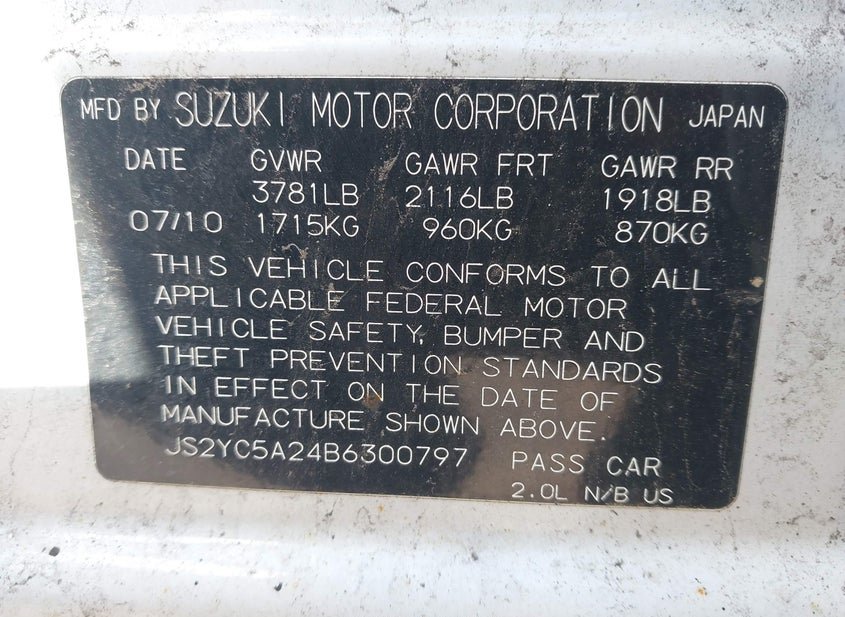 MFD BY SUZUKI MOTOR CORPORATION JAPAN
DATE GVWR GAWR FRT GAWR RR
3781LB 2116LB 1918LB
07/10 1715KG 960KG 870KG
THIS VEHICLE CONFORMS TO ALL
APPLICABLE FEDERAL MOTOR
VEHICLE SAFETY, BUMPER AND
THEFT PREVENTION STANDARDS
IN EFFECT ON THE DATE OF
MANUFACTURE SHOWN ABOVE.
JS2YC5A24B6300797 PASS CAR
2.0L N/B US